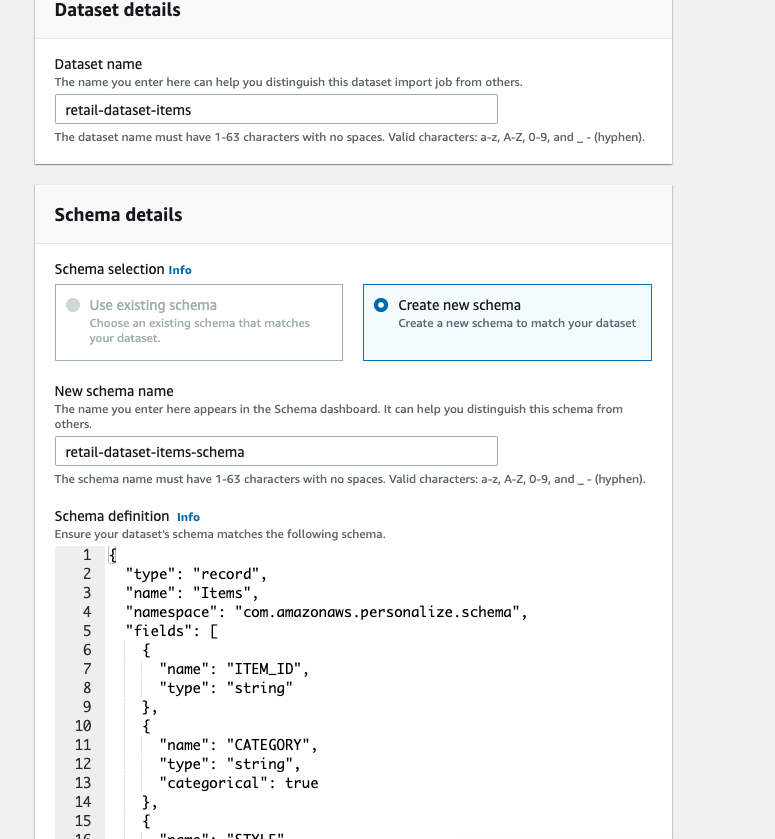 Dataset details
Dataset name
The name you enter here can help you distinguish this dataset import job from others.
retail-dataset-items
The dataset name must have 1-63 characters with no spaces. Valid characters: a-z, A-Z, 0-9, and _ - (hyphen).
Schema details
Schema selection Info
Use existing schema
Choose an existing schema that matches
your dataset.
Create new schema
Create a new schema to match your dataset
New schema name
The name you enter here appears in the Schema dashboard. It can help you distinguish this schema from
others.
retail-dataset-items-schema
The schema name must have 1-63 characters with no spaces. Valid characters: a-z, A-Z, 0-9, and _ - (hyphen).
Schema definition Info
Ensure your dataset's schema matches the following schema.
1 {
2 "type": "record",
3 "name": "Items",
4 "namespace": "com.amazonaws.personalize.schema",
5 "fields": [
6 {
7 "name": "ITEM_ID",
8 "type": "string"
9 },
10 {
11 "name": "CATEGORY",
12 "type": "string",
13 "categorical": true
14 },
15 {
16 "name": "STYLE",